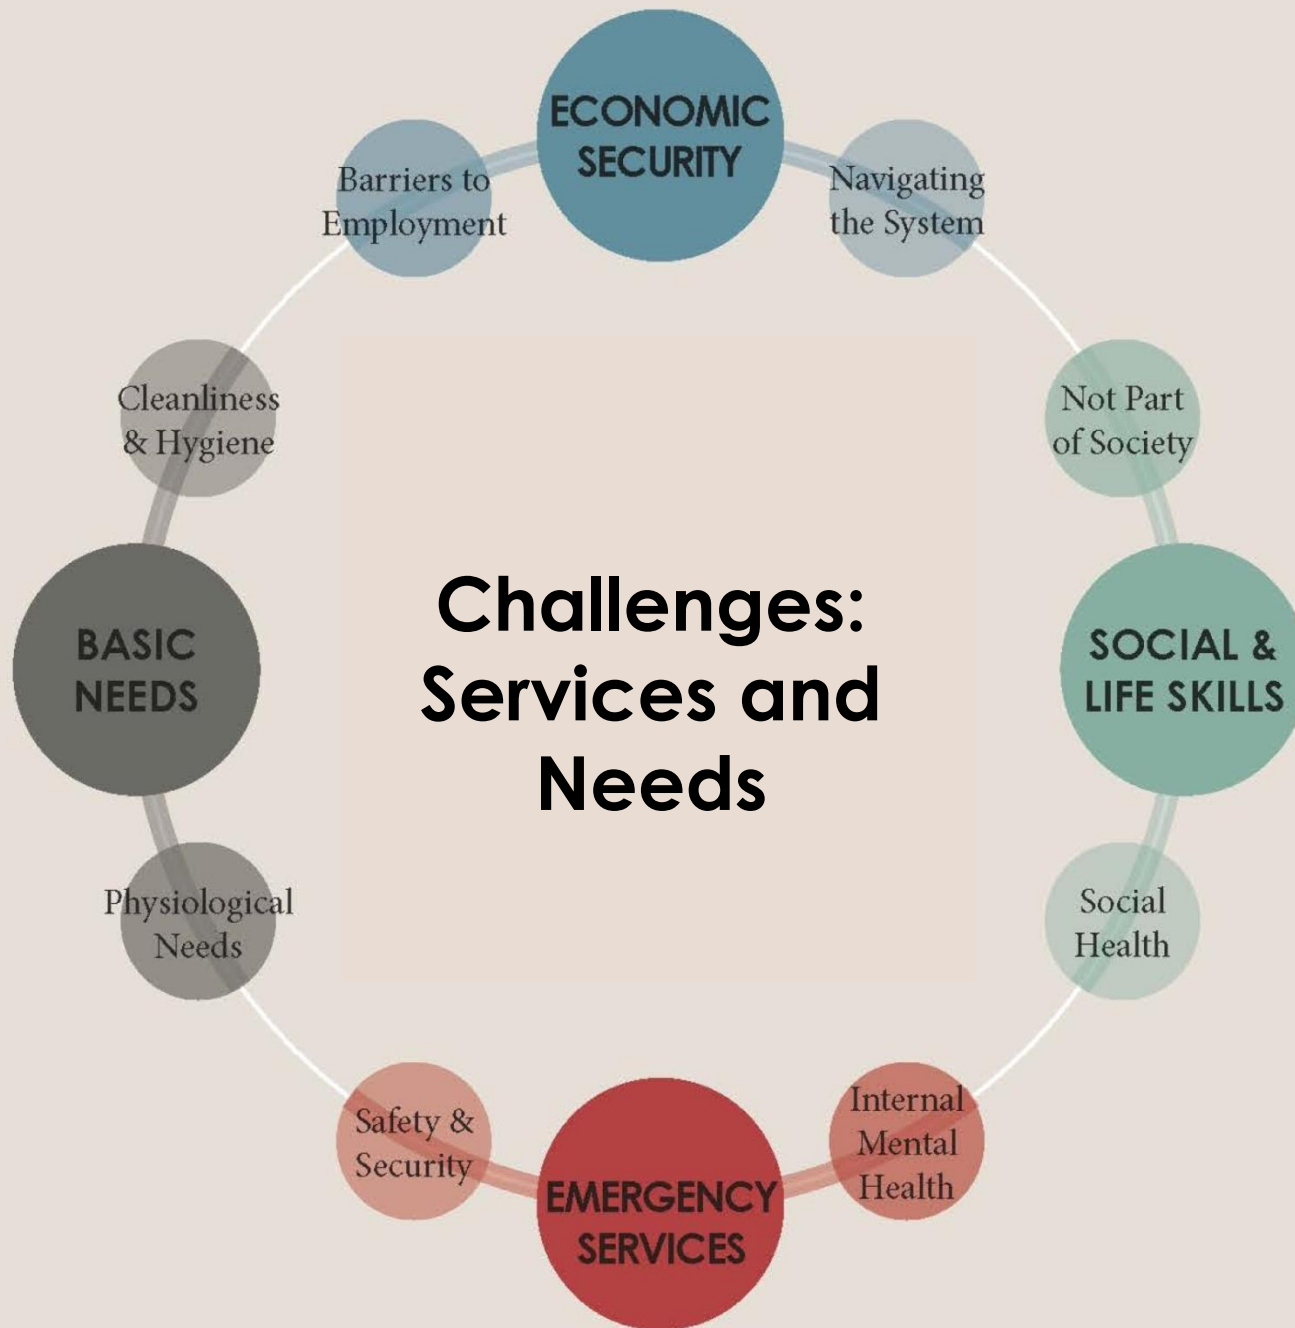 ECONOMIC
SECURITY
Barriers to
Employment
Navigating
the System
Cleanliness
& Hygiene
Not Part
of Society
BASIC
NEEDS
Challenges:
Services and
Needs
SOCIAL &
LIFE SKILLS
Physiological
Needs
Social
Health
Safety &
Security
Internal
Mental
Health
EMERGENCY
SERVICES